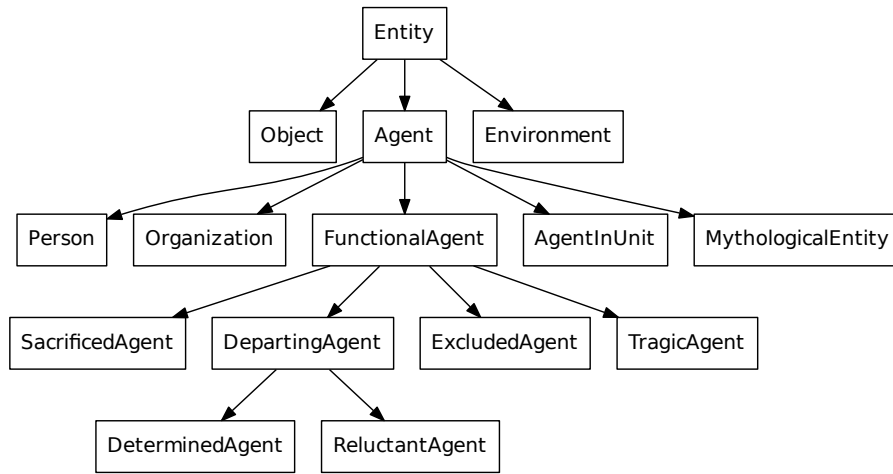 Entity
Object
Agent
Environment
Person
Organization
FunctionalAgent
AgentInUnit
MythologicalEntity
SacrificedAgent
DepartingAgent
ExcludedAgent
TragicAgent
DeterminedAgent
ReluctantAgent